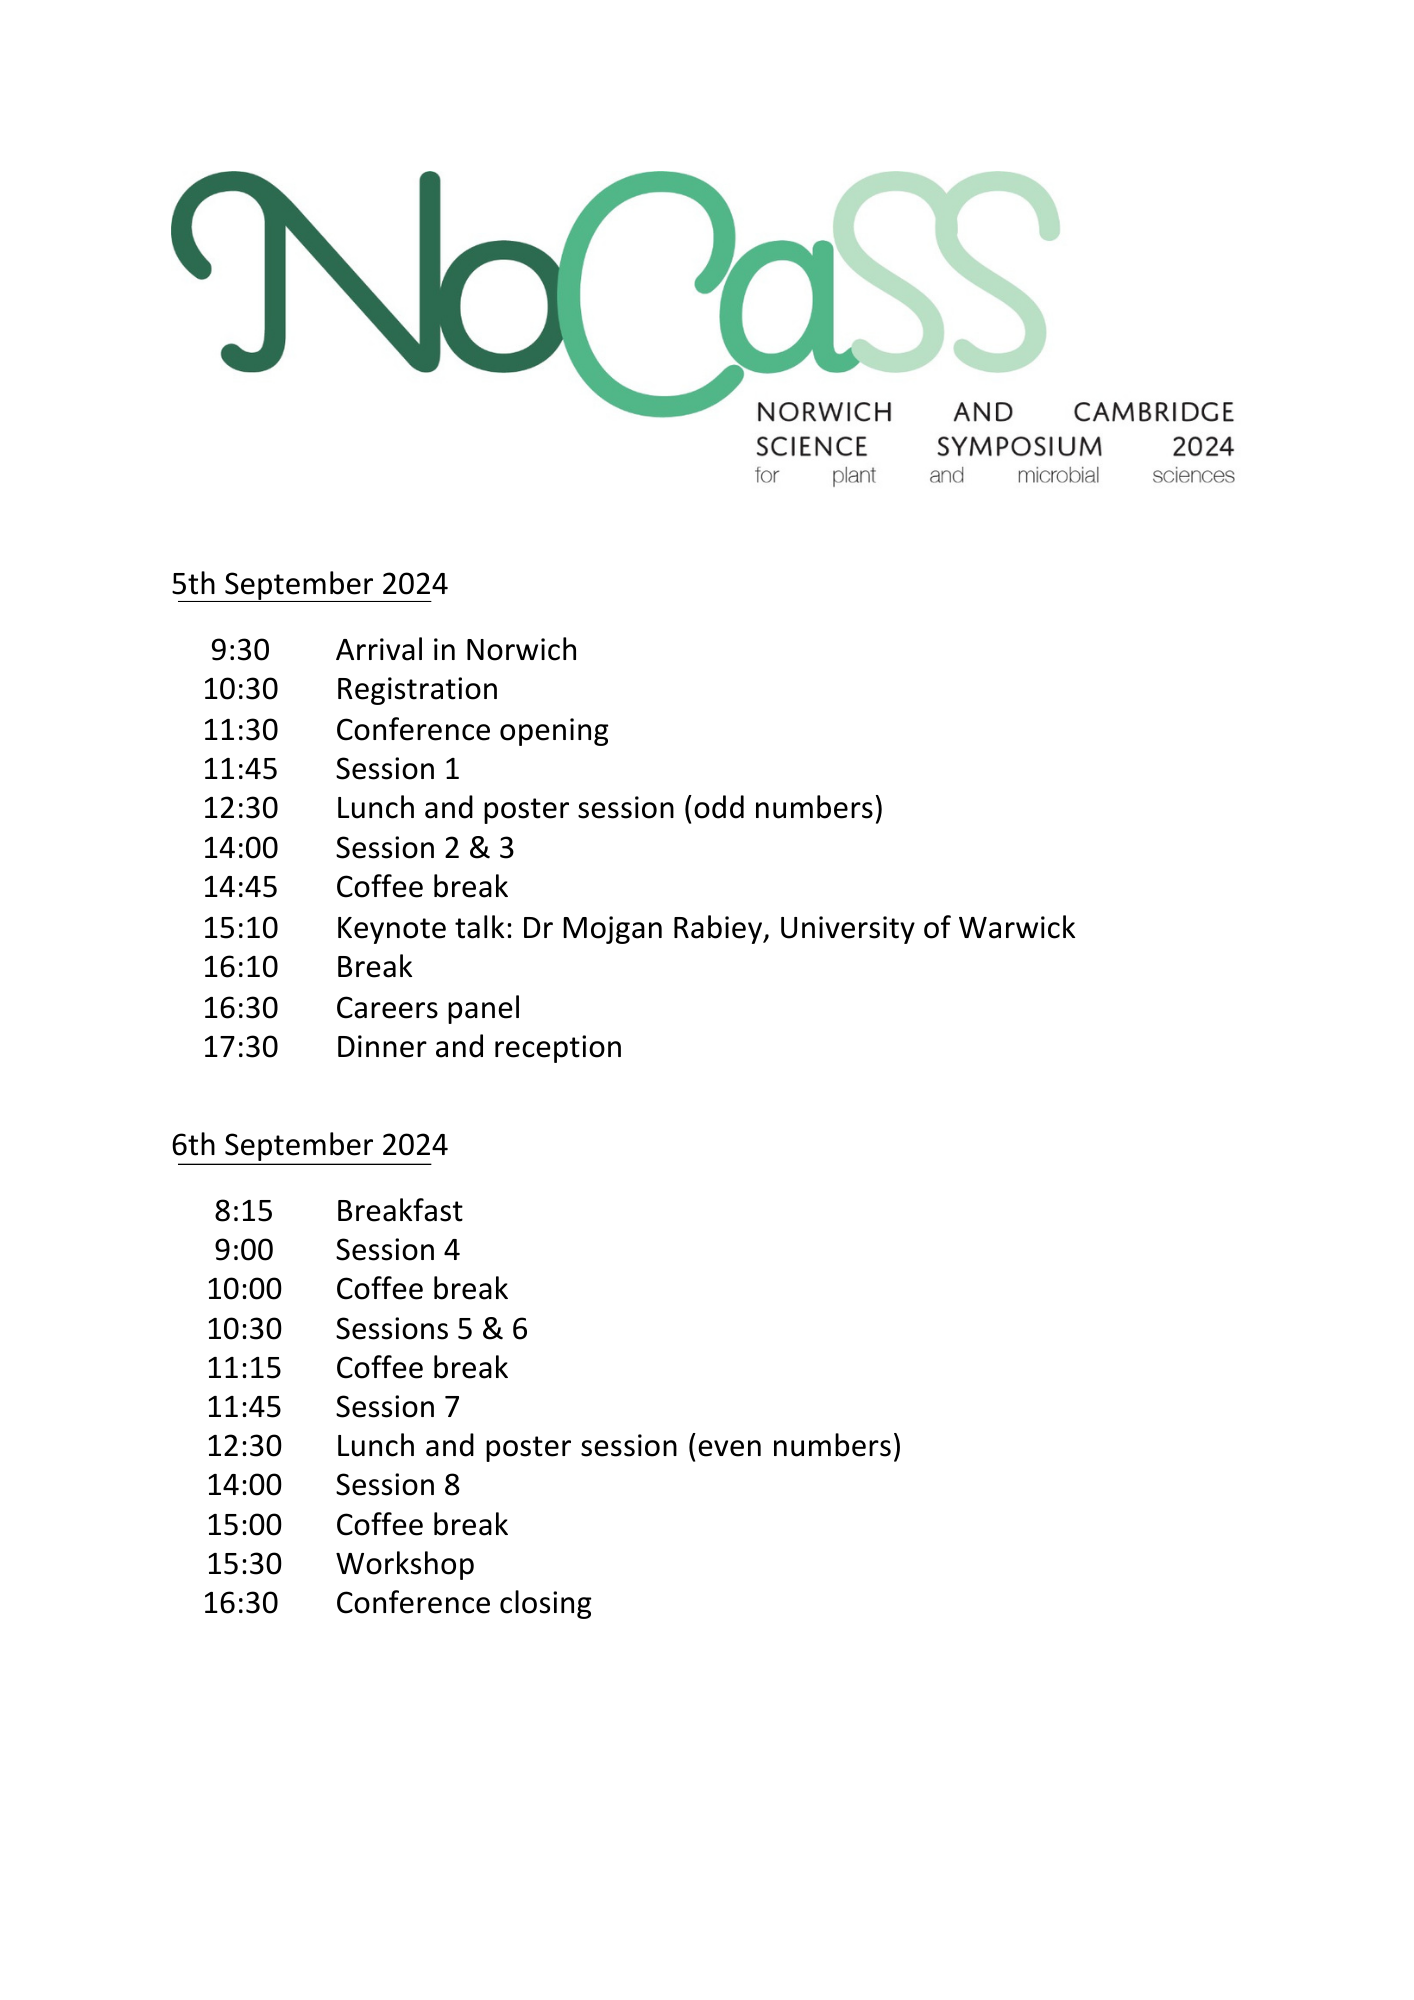 NoCaSS
NORWICH AND CAMBRIDGE
SCIENCE SYMPOSIUM 2024
for plant and microbial sciences
5th September 2024
9:30 Arrival in Norwich
10:30 Registration
11:30 Conference opening
11:45 Session 1
12:30 Lunch and poster session (odd numbers)
14:00 Session 2 & 3
14:45 Coffee break
15:10 Keynote talk: Dr Mojgan Rabiey, University of Warwick
16:10 Break
16:30 Careers panel
17:30 Dinner and reception
6th September 2024
8:15 Breakfast
9:00 Session 4
10:00 Coffee break
10:30 Sessions 5 & 6
11:15 Coffee break
11:45 Session 7
12:30 Lunch and poster session (even numbers)
14:00 Session 8
15:00 Coffee break
15:30 Workshop
16:30 Conference closing